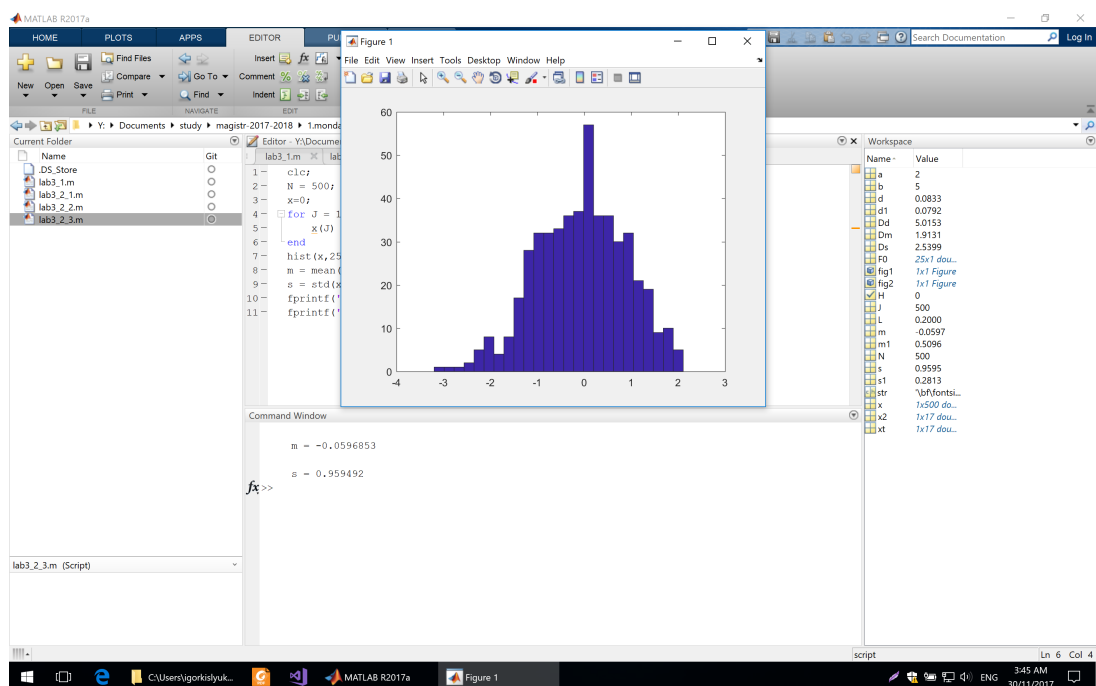 MATLAB R2017a
HOME PLOTS APPS EDITOR PU
Search Documentation Log In
New Open Save Find Files Compare Print Go To Find Insert fx Comment Indent
FILE NAVIGATE EDIT
Y: Documents study magistr-2017-2018 1.monda
Figure 1
File Edit View Insert Tools Desktop Window Help
60
50
40
30
20
10
0
-4 -3 -2 -1 0 1 2 3
Current Folder
Name Git
.DS_Store
lab3_1.m
lab3_2_1.m
lab3_2_2.m
lab3_2_3.m
lab3_2_3.m (Script)
Editor - Y:\Docume
lab3_1.m lab
1 - clc;
2 - N = 500;
3 - x=0;
4 - for J = 1
5 - x(J)
6 - end
7 - hist(x,25
8 - m = mean(
9 - s = std(x
10 - fprintf('
11 - fprintf('
Command Window
m = -0.0596853
s = 0.959492
fx >>
Workspace
Name Value
a 2
b 5
d 0.0833
d1 0.0792
Dd 5.0153
Dm 1.9131
Ds 2.5399
F0 25x1 dou...
fig1 1x1 Figure
fig2 1x1 Figure
H 0
J 500
L 0.2000
m -0.0597
m1 0.5096
N 500
s 0.9595
s1 0.2813
str '\bf\fontsi...
x 1x500 do...
x2 1x17 dou...
xt 1x17 dou...
script Ln 6 Col 4
C:\Users\igorkislyuk... MATLAB R2017a Figure 1 ENG 3:45 AM
30/11/2017